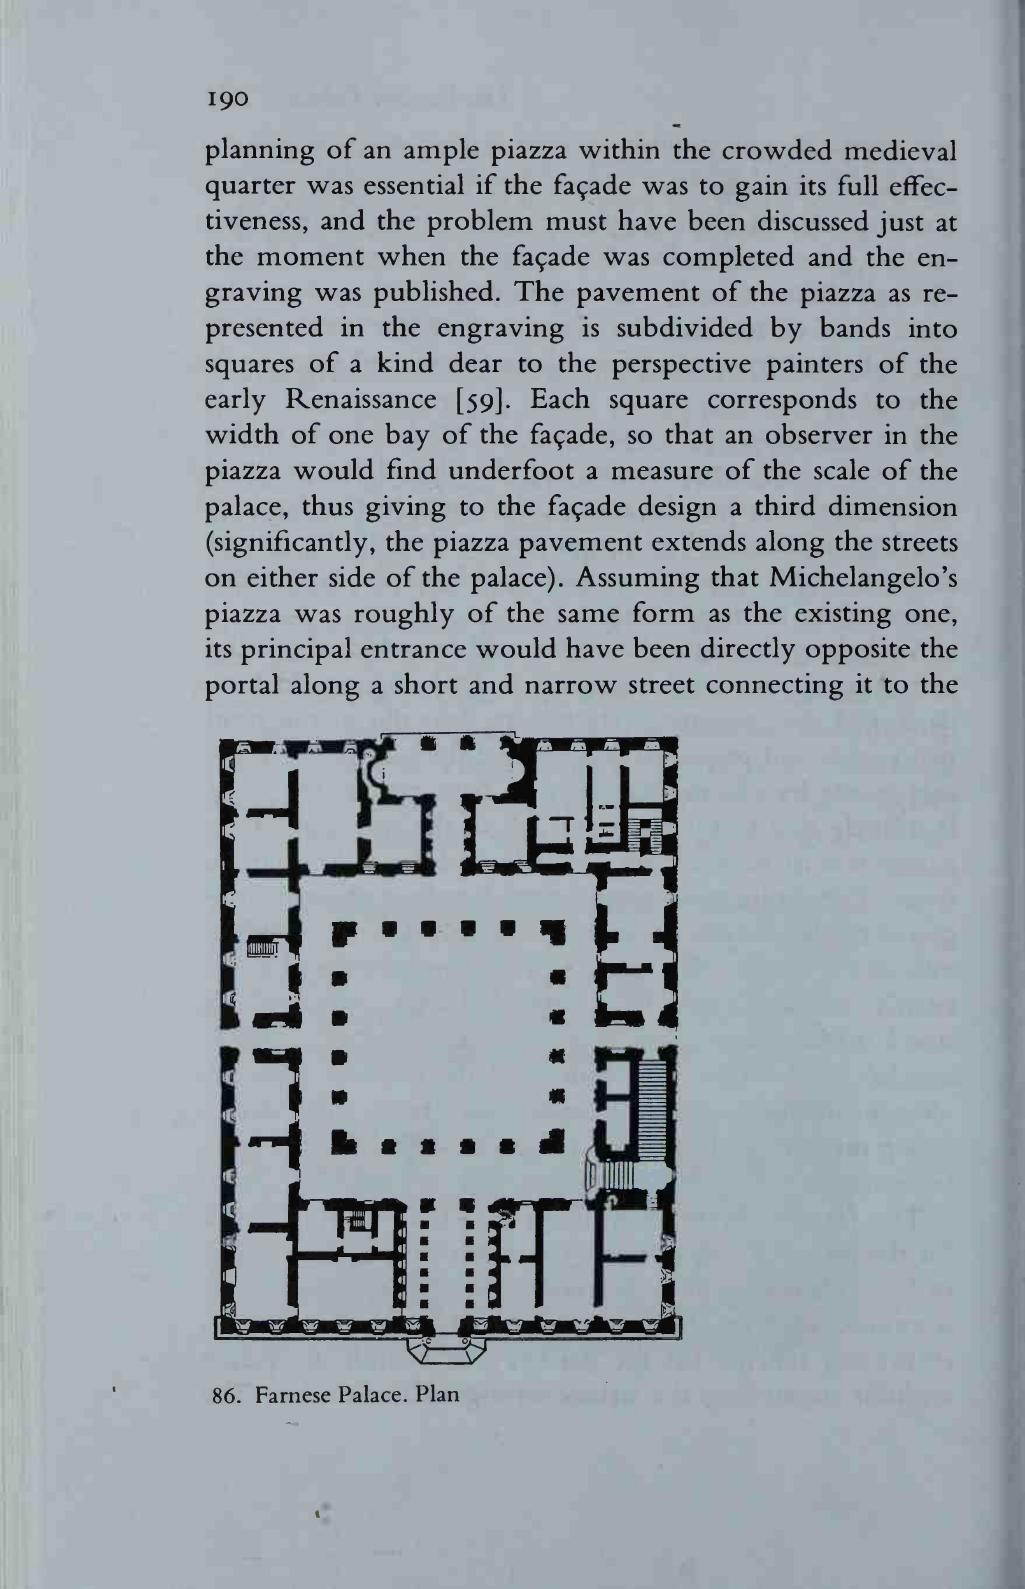 190
planning of an ample piazza within the crowded medieval
quarter was essential if the façade was to gain its full effec-
tiveness, and the problem must have been discussed just at
the moment when the façade was completed and the en-
graving was published. The pavement of the piazza as re-
presented in the engraving is subdivided by bands into
squares of a kind dear to the perspective painters of the
early Renaissance [59]. Each square corresponds to the
width of one bay of the façade, so that an observer in the
piazza would find underfoot a measure of the scale of the
palace, thus giving to the façade design a third dimension
(significantly, the piazza pavement extends along the streets
on either side of the palace). Assuming that Michelangelo's
piazza was roughly of the same form as the existing one,
its principal entrance would have been directly opposite the
portal along a short and narrow street connecting it to the
86. Farnese Palace. Plan